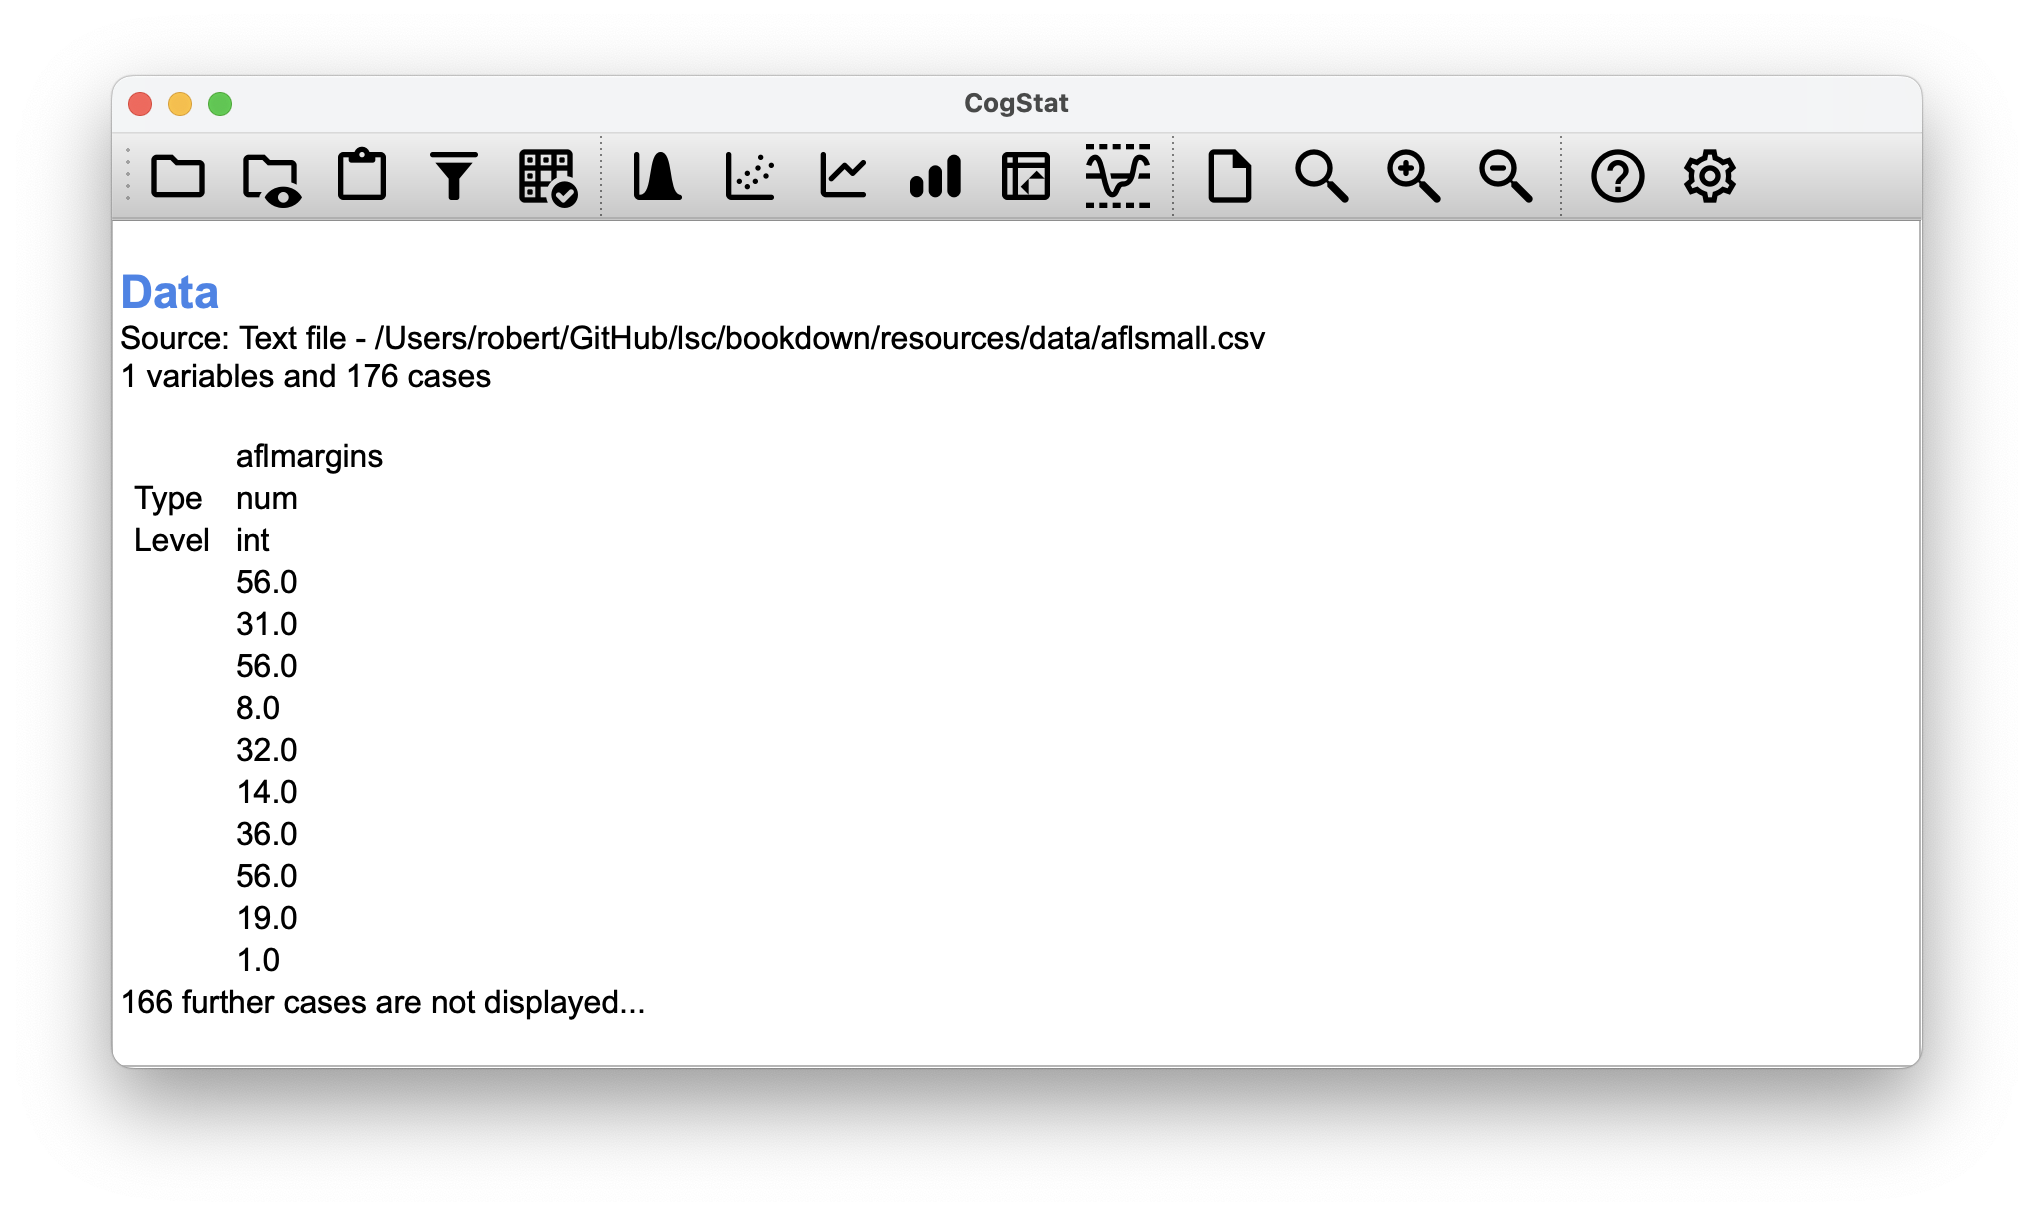 CogStat
Data
Source: Text file - /Users/robert/GitHub/lsc/bookdown/resources/data/aflsmall.csv
1 variables and 176 cases
aflmargins
Type num
Level int
56.0
31.0
56.0
8.0
32.0
14.0
36.0
56.0
19.0
1.0
166 further cases are not displayed...